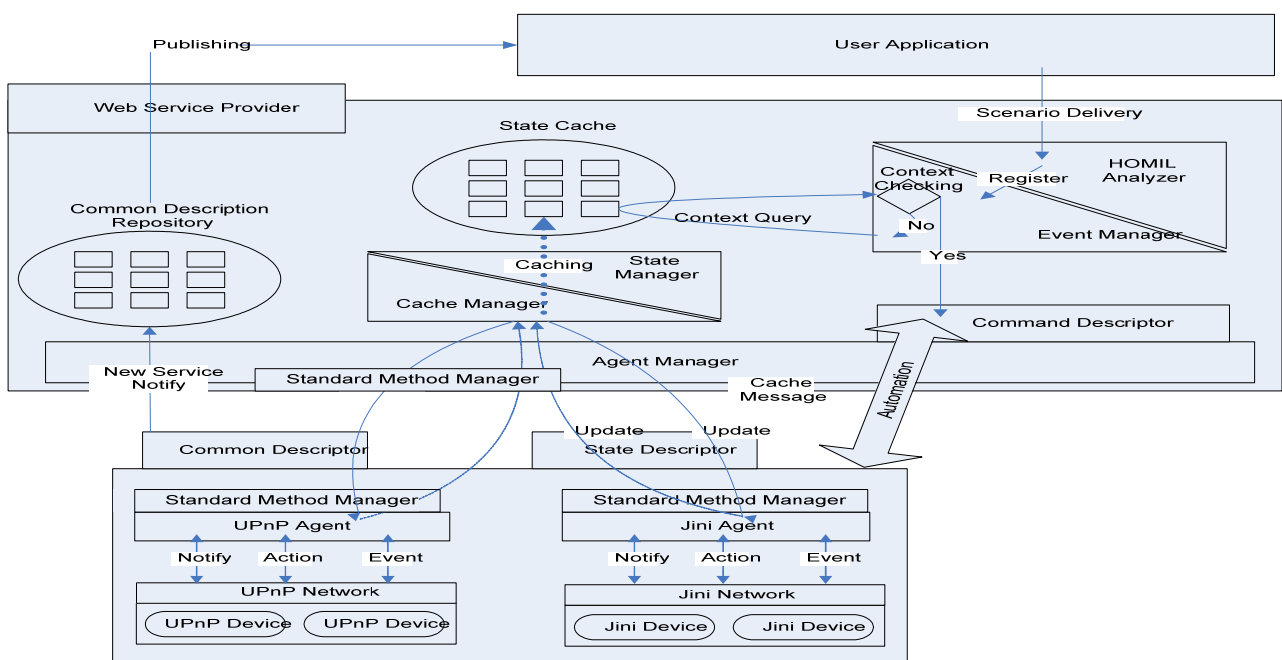 Publishing
User Application
Web Service Provider
Scenario Delivery
State Cache
HOMIL
Analyzer
Context
Checking
Register
Common Description
Repository
Context Query
No
Event Manager
Yes
Caching
State
Manager
Cache Manager
Command Descriptor
Agent Manager
New Service
Notify
Standard Method Manager
Cache
Message
Automation
Update
Update
Common Descriptor
State Descriptor
Standard Method Manager
Standard Method Manager
UPnP Agent
Jini Agent
Notify
Action
Event
Notify
Action
Event
UPnP Network
Jini Network
UPnP Device
UPnP Device
Jini Device
Jini Device